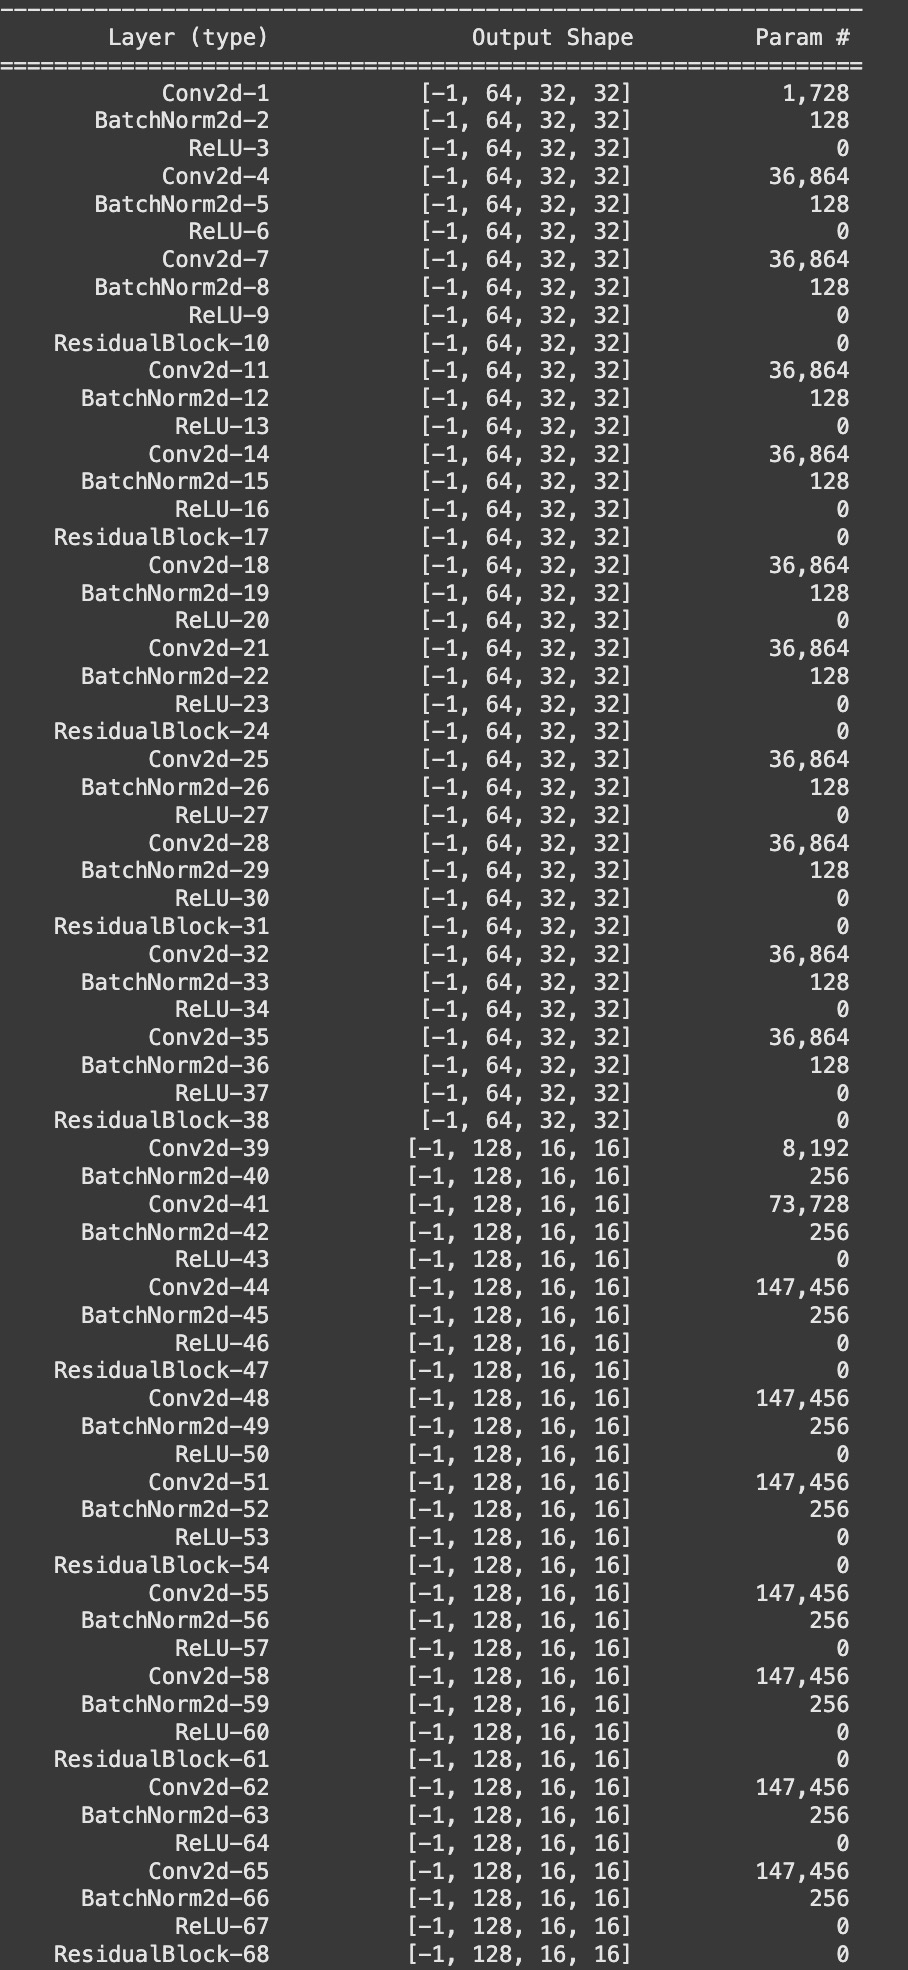 ----------------------------------------------------------------
Layer (type) Output Shape Param #
================================================================
Conv2d-1 [-1, 64, 32, 32] 1,728
BatchNorm2d-2 [-1, 64, 32, 32] 128
ReLU-3 [-1, 64, 32, 32] 0
Conv2d-4 [-1, 64, 32, 32] 36,864
BatchNorm2d-5 [-1, 64, 32, 32] 128
ReLU-6 [-1, 64, 32, 32] 0
Conv2d-7 [-1, 64, 32, 32] 36,864
BatchNorm2d-8 [-1, 64, 32, 32] 128
ReLU-9 [-1, 64, 32, 32] 0
ResidualBlock-10 [-1, 64, 32, 32] 0
Conv2d-11 [-1, 64, 32, 32] 36,864
BatchNorm2d-12 [-1, 64, 32, 32] 128
ReLU-13 [-1, 64, 32, 32] 0
Conv2d-14 [-1, 64, 32, 32] 36,864
BatchNorm2d-15 [-1, 64, 32, 32] 128
ReLU-16 [-1, 64, 32, 32] 0
ResidualBlock-17 [-1, 64, 32, 32] 0
Conv2d-18 [-1, 64, 32, 32] 36,864
BatchNorm2d-19 [-1, 64, 32, 32] 128
ReLU-20 [-1, 64, 32, 32] 0
Conv2d-21 [-1, 64, 32, 32] 36,864
BatchNorm2d-22 [-1, 64, 32, 32] 128
ReLU-23 [-1, 64, 32, 32] 0
ResidualBlock-24 [-1, 64, 32, 32] 0
Conv2d-25 [-1, 64, 32, 32] 36,864
BatchNorm2d-26 [-1, 64, 32, 32] 128
ReLU-27 [-1, 64, 32, 32] 0
Conv2d-28 [-1, 64, 32, 32] 36,864
BatchNorm2d-29 [-1, 64, 32, 32] 128
ReLU-30 [-1, 64, 32, 32] 0
ResidualBlock-31 [-1, 64, 32, 32] 0
Conv2d-32 [-1, 64, 32, 32] 36,864
BatchNorm2d-33 [-1, 64, 32, 32] 128
ReLU-34 [-1, 64, 32, 32] 0
Conv2d-35 [-1, 64, 32, 32] 36,864
BatchNorm2d-36 [-1, 64, 32, 32] 128
ReLU-37 [-1, 64, 32, 32] 0
ResidualBlock-38 [-1, 64, 32, 32] 0
Conv2d-39 [-1, 128, 16, 16] 8,192
BatchNorm2d-40 [-1, 128, 16, 16] 256
Conv2d-41 [-1, 128, 16, 16] 73,728
BatchNorm2d-42 [-1, 128, 16, 16] 256
ReLU-43 [-1, 128, 16, 16] 0
Conv2d-44 [-1, 128, 16, 16] 147,456
BatchNorm2d-45 [-1, 128, 16, 16] 256
ReLU-46 [-1, 128, 16, 16] 0
ResidualBlock-47 [-1, 128, 16, 16] 0
Conv2d-48 [-1, 128, 16, 16] 147,456
BatchNorm2d-49 [-1, 128, 16, 16] 256
ReLU-50 [-1, 128, 16, 16] 0
Conv2d-51 [-1, 128, 16, 16] 147,456
BatchNorm2d-52 [-1, 128, 16, 16] 256
ReLU-53 [-1, 128, 16, 16] 0
ResidualBlock-54 [-1, 128, 16, 16] 0
Conv2d-55 [-1, 128, 16, 16] 147,456
BatchNorm2d-56 [-1, 128, 16, 16] 256
ReLU-57 [-1, 128, 16, 16] 0
Conv2d-58 [-1, 128, 16, 16] 147,456
BatchNorm2d-59 [-1, 128, 16, 16] 256
ReLU-60 [-1, 128, 16, 16] 0
ResidualBlock-61 [-1, 128, 16, 16] 0
Conv2d-62 [-1, 128, 16, 16] 147,456
BatchNorm2d-63 [-1, 128, 16, 16] 256
ReLU-64 [-1, 128, 16, 16] 0
Conv2d-65 [-1, 128, 16, 16] 147,456
BatchNorm2d-66 [-1, 128, 16, 16] 256
ReLU-67 [-1, 128, 16, 16] 0
ResidualBlock-68 [-1, 128, 16, 16] 0